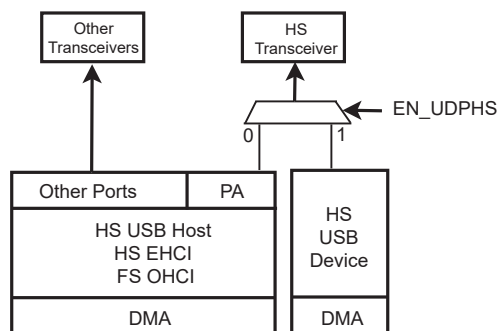 Other
Transceivers
HS
Transceiver
EN_UDPHS
0
1
Other Ports
PA
HS USB Host
HS EHCI
FS OHCI
DMA
HS
USB
Device
DMA